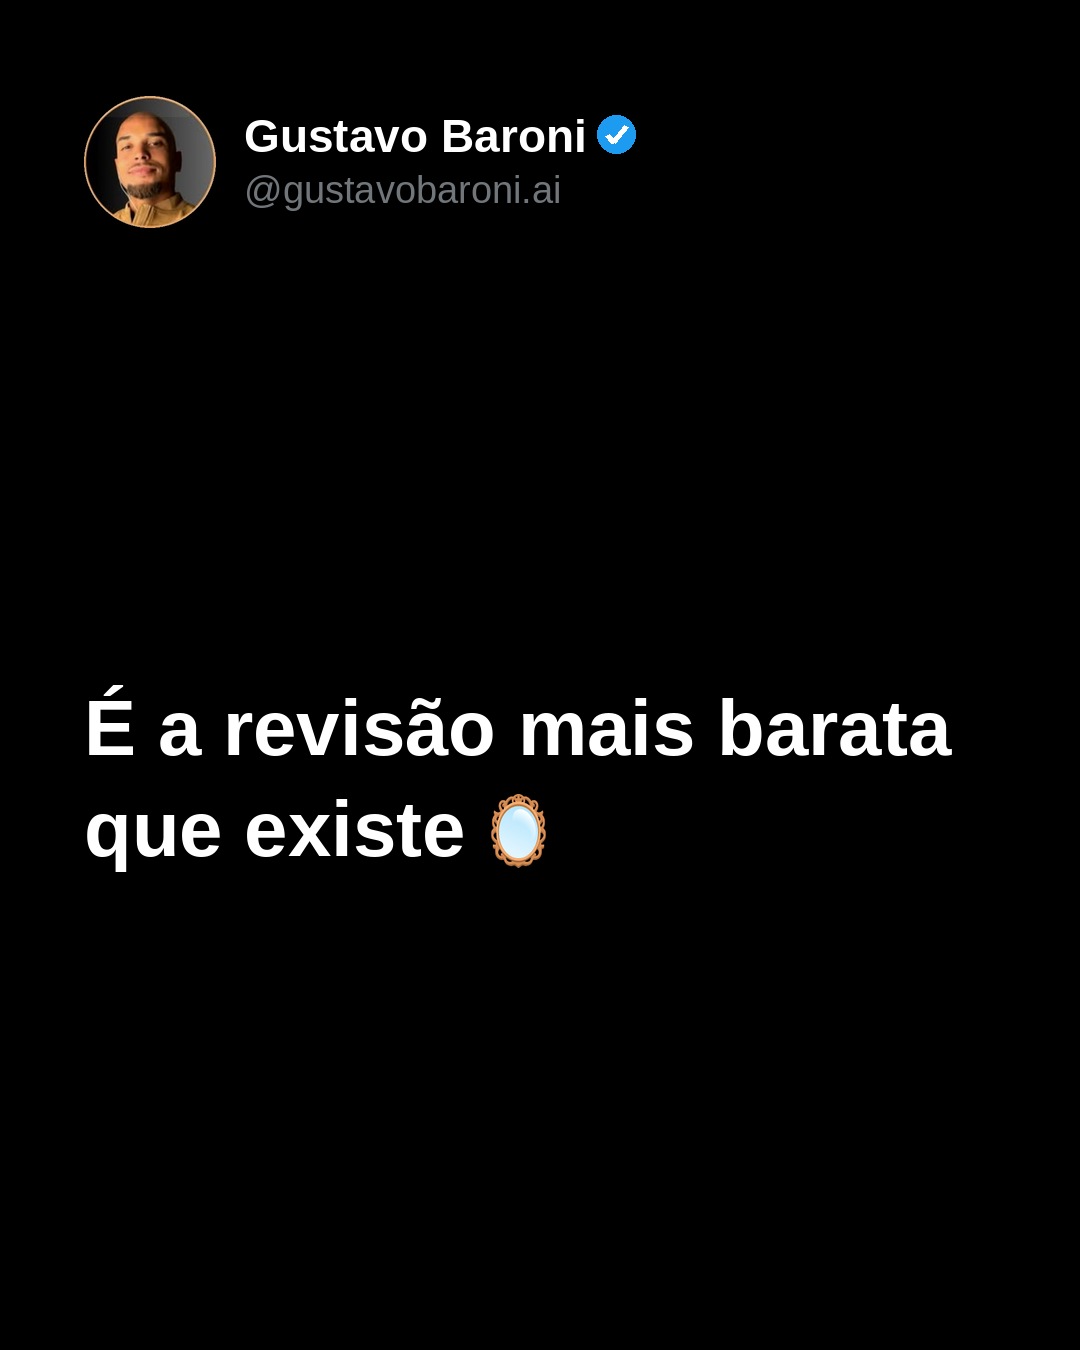 Gustavo Baroni
@gustavobaroni.ai
É a revisão mais barata
que existe 🪞